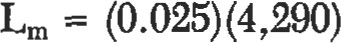 Lₘ = (0.025)(4,290)